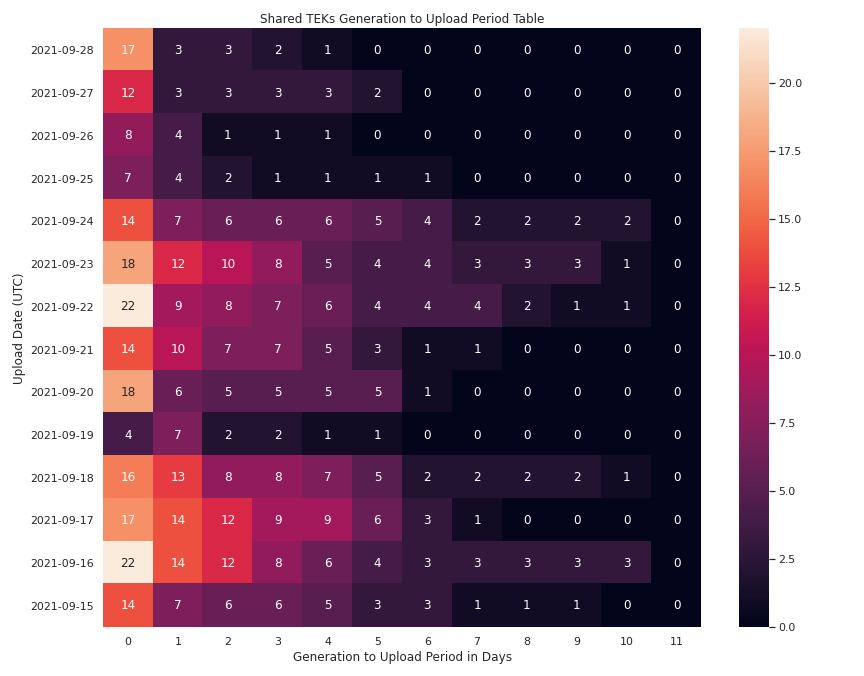 Shared TEKs Generation to Upload Period Table
2021-09-28 17 3 3 2 1 0 0 0 0 0 0 0
2021-09-27 12 3 3 3 3 2 0 0 0 0 0 0
2021-09-26 8 4 1 1 1 0 0 0 0 0 0 0
2021-09-25 7 4 2 1 1 1 1 0 0 0 0 0
2021-09-24 14 7 6 6 6 5 4 2 2 2 2 0
2021-09-23 18 12 10 8 5 4 4 3 3 3 1 0
2021-09-22 22 9 8 7 6 4 4 4 2 1 1 0
2021-09-21 14 10 7 7 5 3 1 1 0 0 0 0
2021-09-20 18 6 5 5 5 5 1 0 0 0 0 0
2021-09-19 4 7 2 2 1 1 0 0 0 0 0 0
2021-09-18 16 13 8 8 7 5 2 2 2 2 1 0
2021-09-17 17 14 12 9 9 6 3 1 0 0 0 0
2021-09-16 22 14 12 8 6 4 3 3 3 3 3 0
2021-09-15 14 7 6 6 5 3 3 1 1 1 0 0
0 1 2 3 4 5 6 7 8 9 10 11
Generation to Upload Period in Days
Upload Date (UTC)
20.0
17.5
15.0
12.5
10.0
7.5
5.0
2.5
0.0